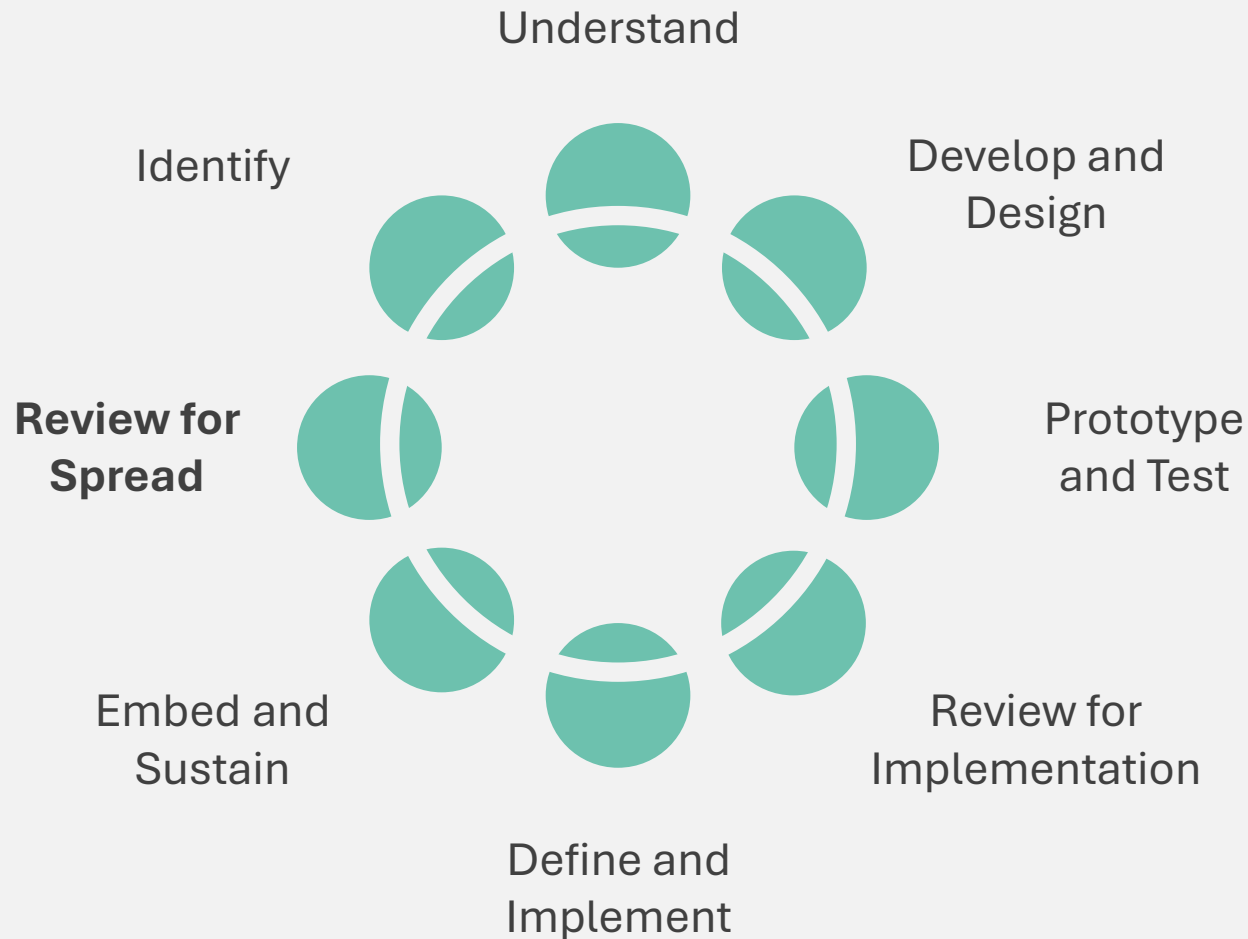 Understand
Identify
Develop and
Design
Review for
Spread
Prototype
and Test
Embed and
Sustain
Review for
Implementation
Define and
Implement